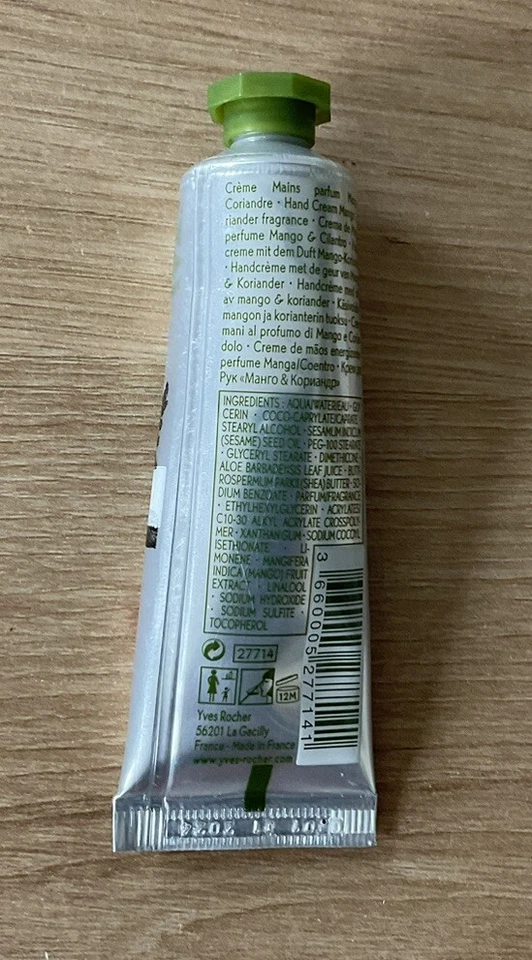 Crème Mains parfum
Coriandre • Hand Cream Mango
riander fragrance • Crema de
perfume Mango & Cilantro •
creme mit dem Duft Mango-Kor
• Handcrème met de geur van
& Koriander • Handcrème med
av mango & koriander • Käsivoide
mangon ja korianterin tuoksu •
mani al profumo di Mango e Co
dolo • Creme de mãos energi
perfume Manga/Coentro • Крем
Рук «Манго & Кориандр»
INGREDIENTS : AQUA/WATER/EAU • GLY
CERIN • COCO-CAPRYLATE/CAPRATE •
STEARYL ALCOHOL • SESAMUM INDICUM
(SESAME) SEED OIL • PEG-100 STEARATE
• GLYCERYL STEARATE • DIMETHICONE •
ALOE BARBADENSIS LEAF JUICE • BUTY
ROSPERMUM PARKII (SHEA) BUTTER • SO
DIUM BENZOATE • PARFUM/FRAGRANCE
• ETHYLHEXYLGLYCERIN • ACRYLATES/
C10-30 ALKYL ACRYLATE CROSSPOLY-
MER • XANTHAN GUM • SODIUM COCOYL
ISETHIONATE • LI-
MONENE • MANGIFERA
INDICA (MANGO) FRUIT
EXTRACT • LINALOOL
• SODIUM HYDROXIDE
• SODIUM SULFITE •
TOCOPHEROL
3 660005 277141
27714
12M
Yves Rocher
56201 La Gacilly
France - Made in France
www.yves-rocher.com